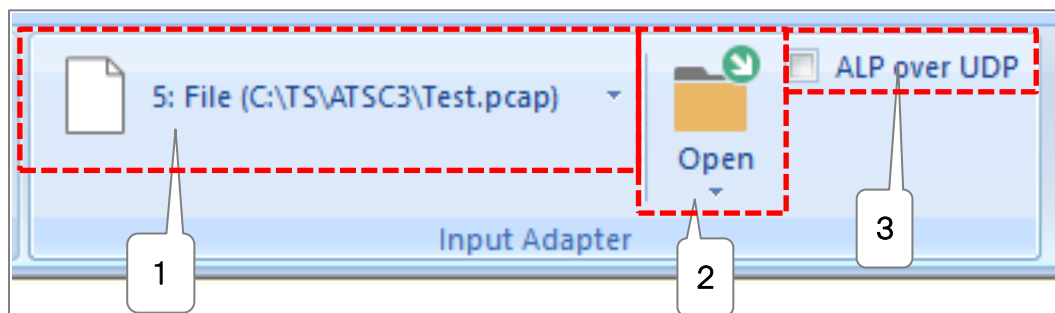 5: File (C:\TS\ATSC3\Test.pcap)
ALP over UDP
Open
Input Adapter
1
2
3